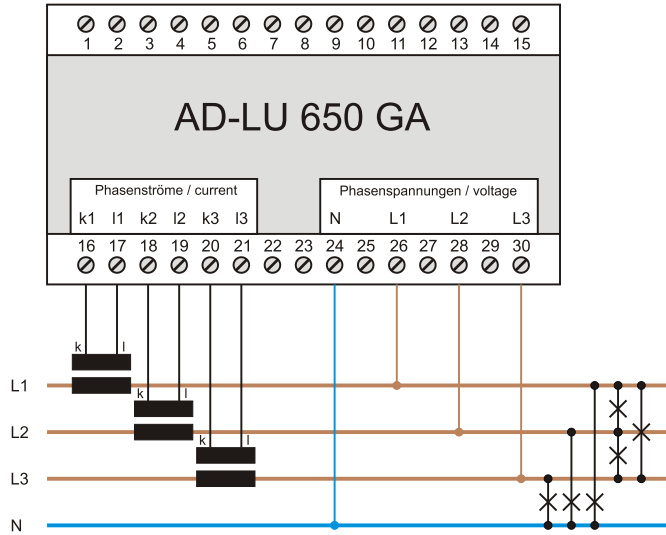 1 2 3 4 5 6 7 8 9 10 11 12 13 14 15
AD-LU 650 GA
Phasenströme / current
k1 l1 k2 l2 k3 l3
Phasenspannungen / voltage
N L1 L2 L3
16 17 18 19 20 21 22 23 24 25 26 27 28 29 30
k l
L1
k l
L2
k l
L3
N